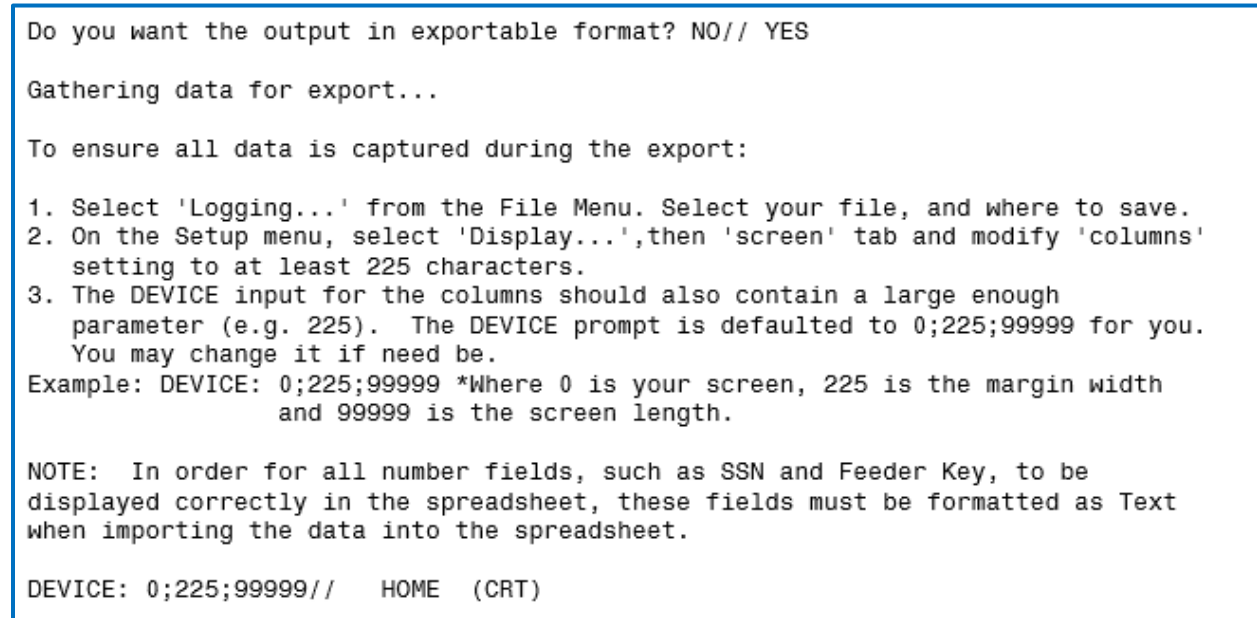 Do you want the output in exportable format? NO// YES
Gathering data for export...
To ensure all data is captured during the export:
1. Select 'Logging...' from the File Menu. Select your file, and where to save.
2. On the Setup menu, select 'Display...',then 'screen' tab and modify 'columns'
setting to at least 225 characters.
3. The DEVICE input for the columns should also contain a large enough
parameter (e.g. 225).  The DEVICE prompt is defaulted to 0;225;99999 for you.
You may change it if need be.
Example: DEVICE: 0;225;99999 *Where 0 is your screen, 225 is the margin width
and 99999 is the screen length.
NOTE:  In order for all number fields, such as SSN and Feeder Key, to be
displayed correctly in the spreadsheet, these fields must be formatted as Text
when importing the data into the spreadsheet.
DEVICE: 0;225;99999//   HOME  (CRT)